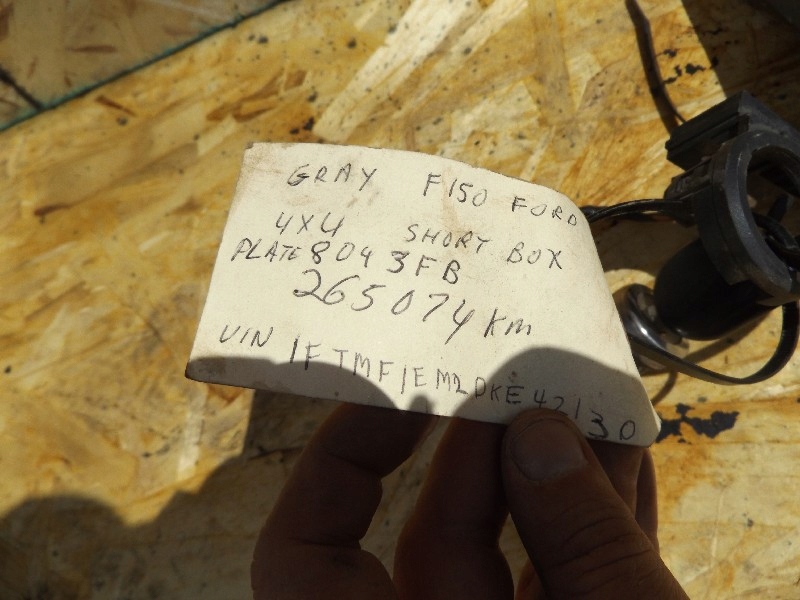 GRAY F150 FORD
4X4 SHORT BOX
PLATE 8043FB
265074 Km
VIN 1FTMF1EM2DKE42130